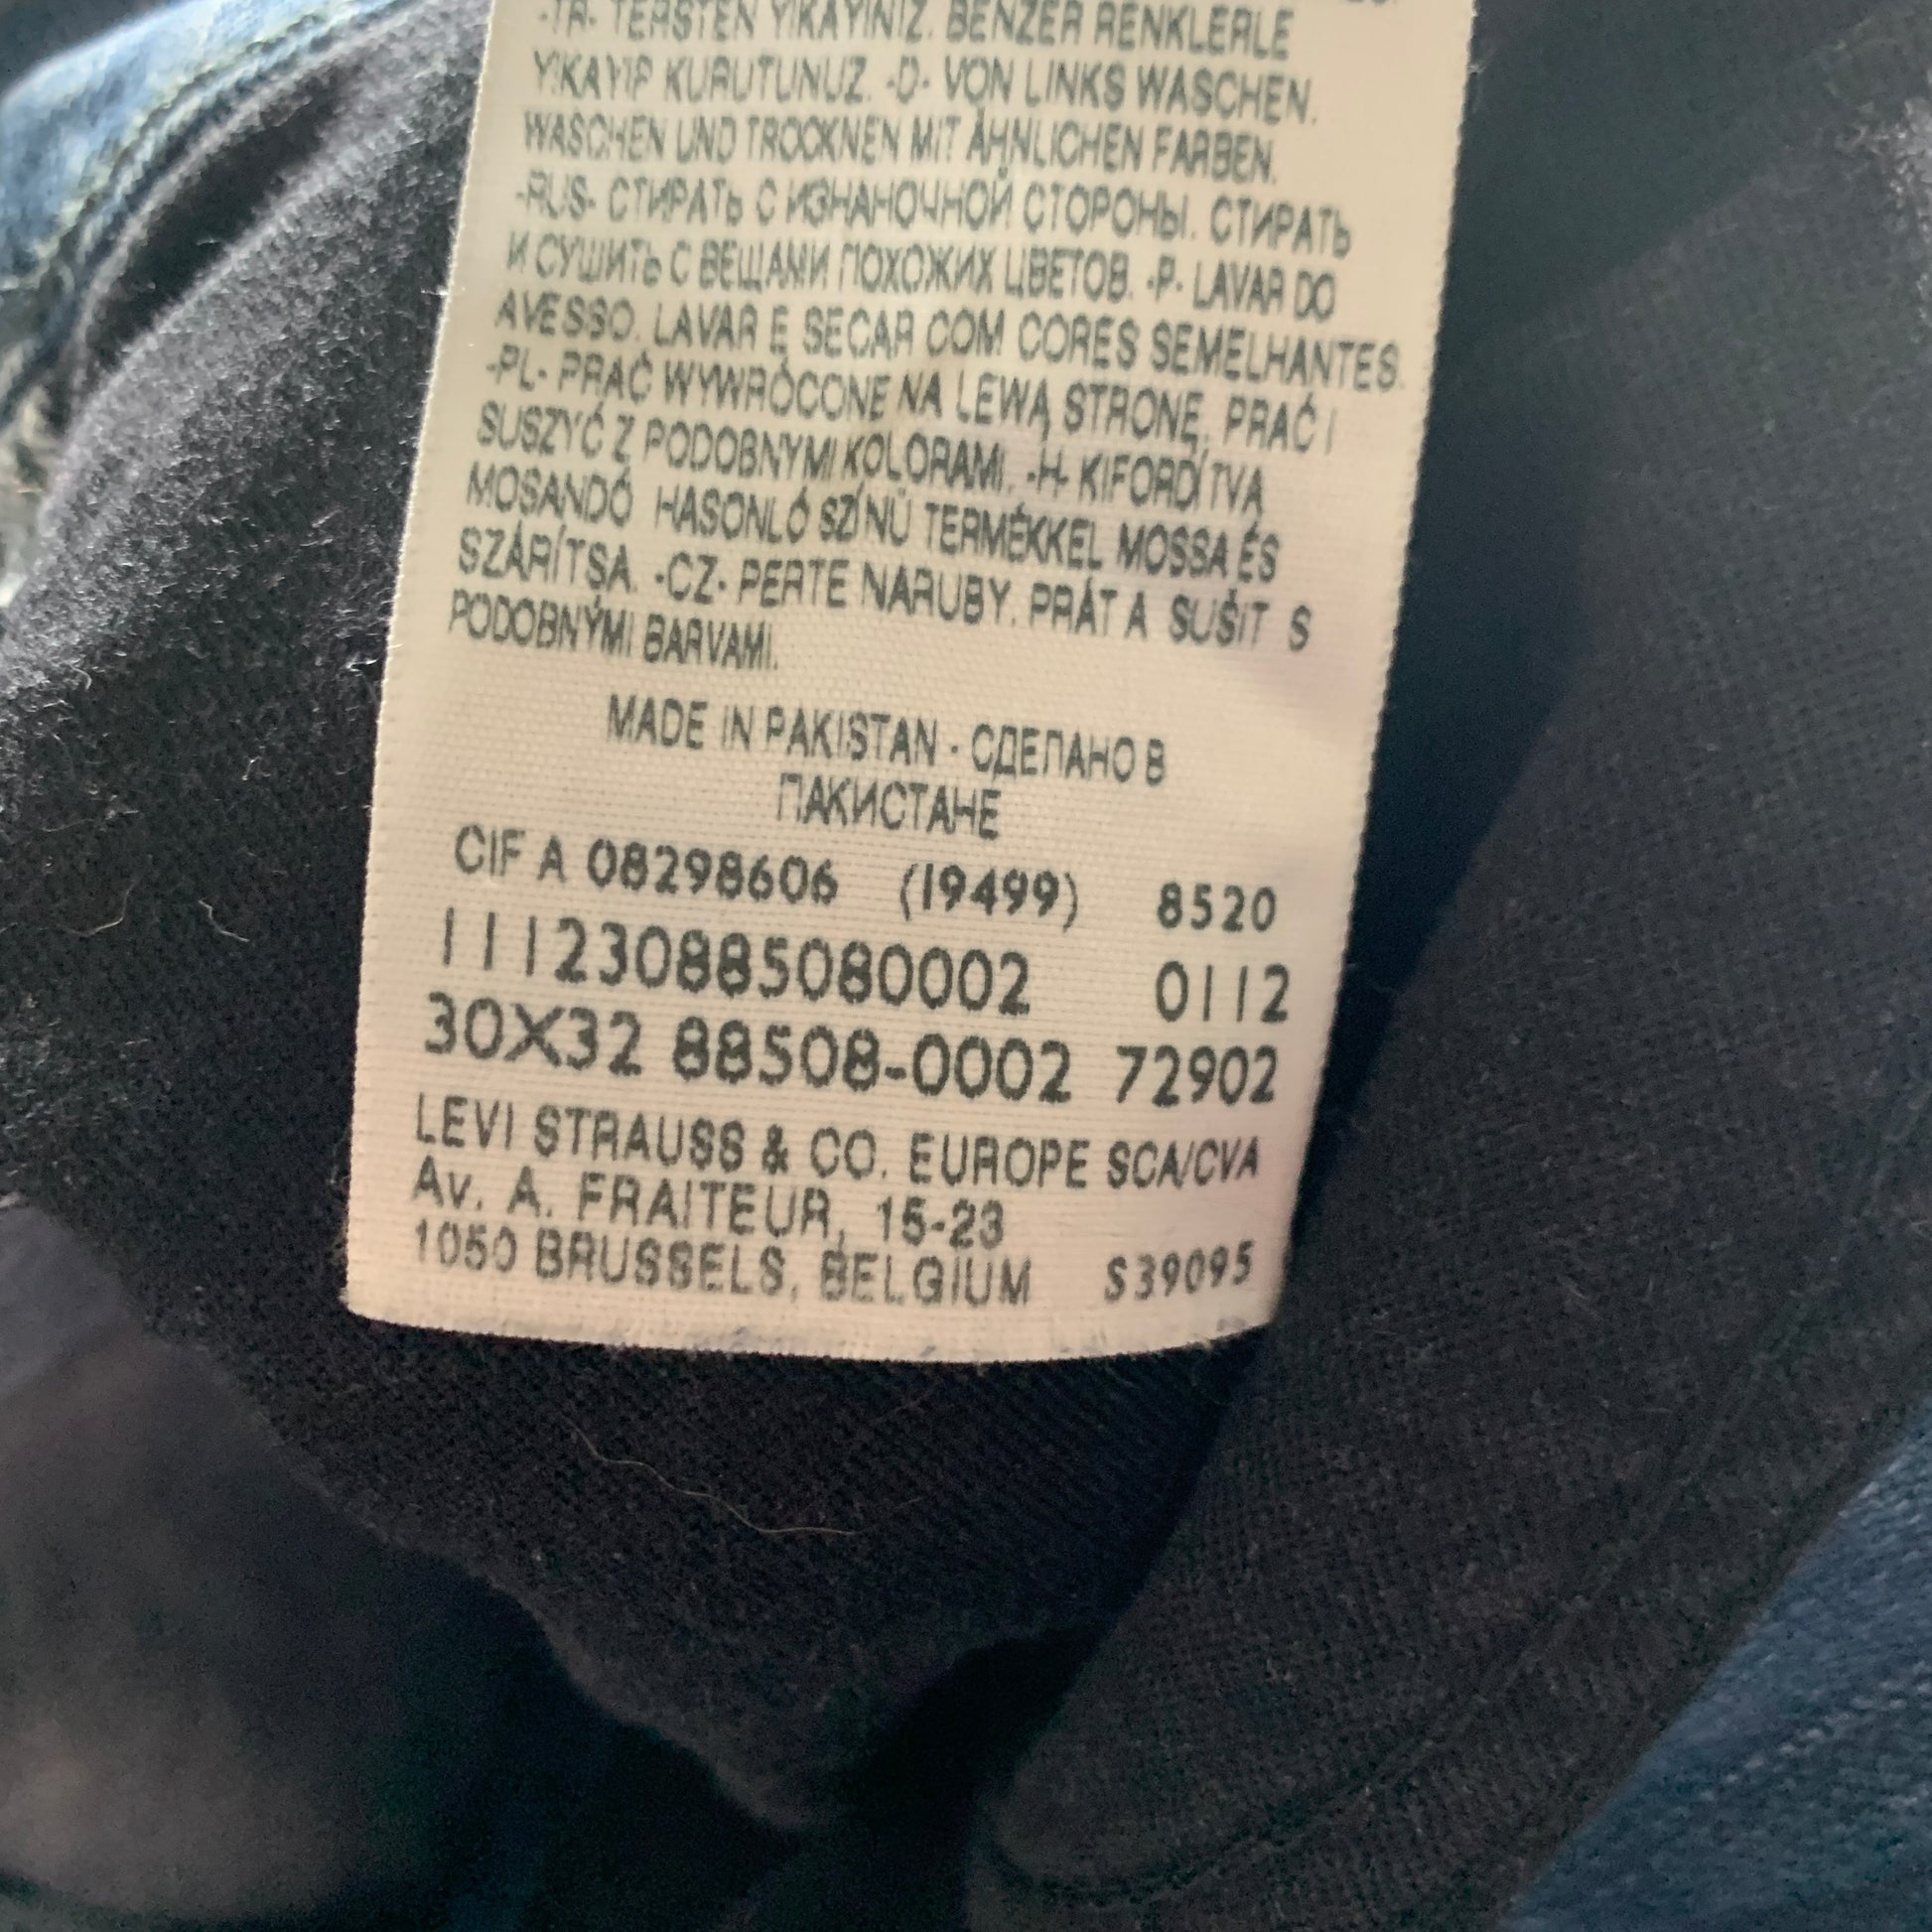 -TR- TERSTEN YIKAYINIZ. BENZER RENKLERLE
YIKAYIP KURUTUNUZ. -D- VON LINKS WASCHEN.
WASCHEN UND TROCKNEN MIT ÄHNLICHEN FARBEN.
-RUS- СТИРАТЬ С ИЗНАНОЧНОЙ СТОРОНЫ. СТИРАТЬ
И СУШИТЬ С ВЕЩАМИ ПОХОЖИХ ЦВЕТОВ. -P- LAVAR DO
AVESSO. LAVAR E SECAR COM CORES SEMELHANTES.
-PL- PRAĆ WYWRÓCONE NA LEWĄ STRONĘ. PRAĆ I
SUSZYĆ Z PODOBNYMI KOLORAMI. -H- KIFORDÍTVA
MOSANDÓ HASONLÓ SZÍNŰ TERMÉKKEL MOSSA ÉS
SZÁRÍTSA. -CZ- PERTE NARUBY. PRÁT A SUŠIT S
PODOBNÝMI BARVAMI.
MADE IN PAKISTAN - СДЕЛАНО В
ПАКИСТАНЕ
CIF A 08298606 (19499) 8520
111230885080002 0112
30X32 88508-0002 72902
LEVI STRAUSS & CO. EUROPE SCA/CVA
Av. A. FRAITEUR, 15-23
1050 BRUSSELS, BELGIUM S39095